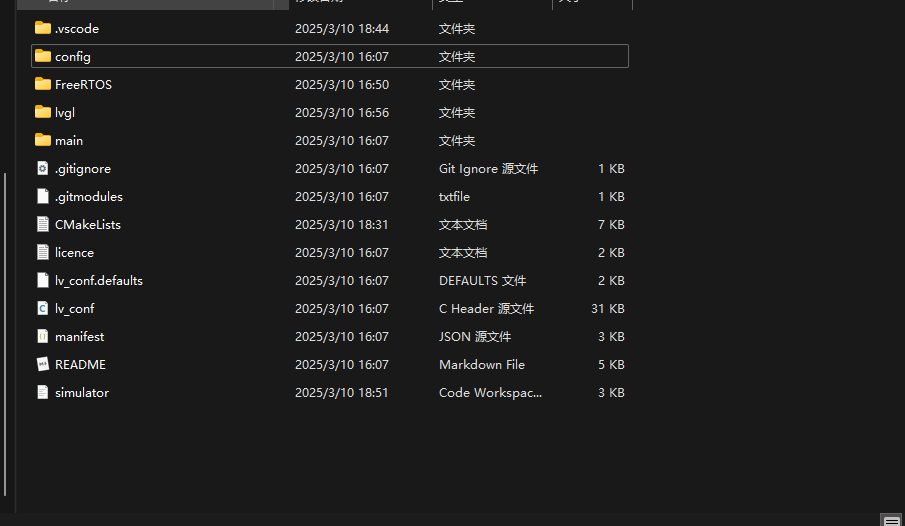 .vscode 2025/3/10 18:44 文件夹
config 2025/3/10 16:07 文件夹
FreeRTOS 2025/3/10 16:50 文件夹
lvgl 2025/3/10 16:56 文件夹
main 2025/3/10 16:07 文件夹
.gitignore 2025/3/10 16:07 Git Ignore 源文件 1 KB
.gitmodules 2025/3/10 16:07 txtfile 1 KB
CMakeLists 2025/3/10 18:31 文本文档 7 KB
licence 2025/3/10 16:07 文本文档 2 KB
lv_conf.defaults 2025/3/10 16:07 DEFAULTS 文件 2 KB
lv_conf 2025/3/10 16:07 C Header 源文件 31 KB
manifest 2025/3/10 16:07 JSON 源文件 3 KB
README 2025/3/10 16:07 Markdown File 5 KB
simulator 2025/3/10 18:51 Code Workspac... 3 KB